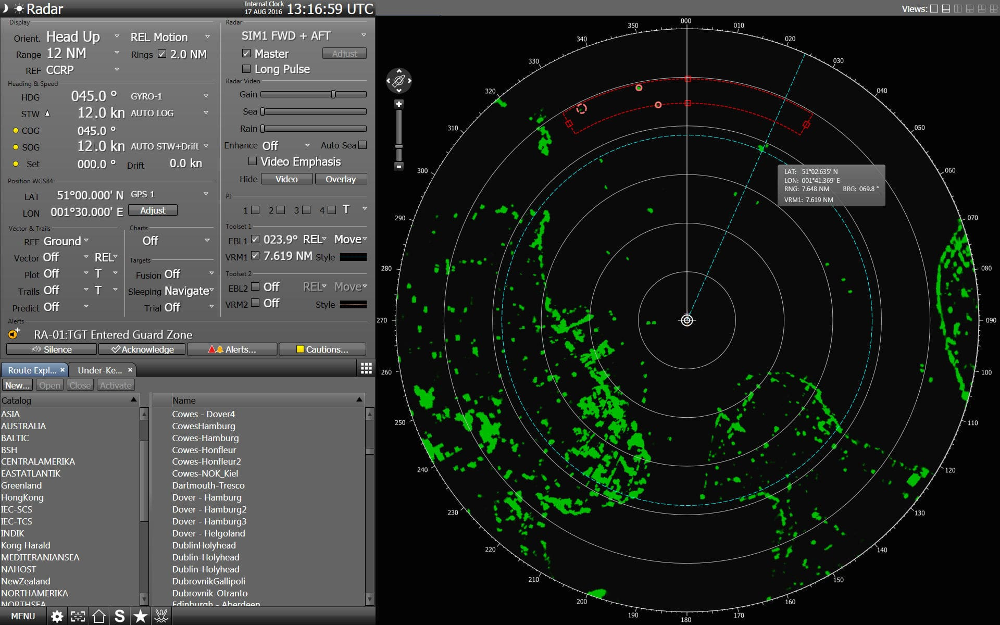 Radar
Internal Clock
17 AUG 2016
13:16:59 UTC
Display
Orient. Head Up REL Motion
Range 12 NM Rings 2.0 NM
REF CCRP
Heading & Speed
HDG 045.0 ° GYRO-1
STW 12.0 kn AUTO LOG
COG 045.0 °
SOG 12.0 kn AUTO STW+Drift
Set 000.0 ° Drift 0.0 kn
Position WGS84
LAT 51°00.000' N GPS 1
LON 001°30.000' E Adjust
Vector & Trails
REF Ground
Vector Off REL
Plot Off T
Trails Off T
Predict Off
Charts
Off
Targets
Fusion Off
Sleeping Navigate
Trial Off
Radar
SIM1 FWD + AFT
Master Adjust
Long Pulse
Radar Video
Gain
Sea
Rain
Enhance Off Auto Sea
Video Emphasis
Hide Video Overlay
PI
1 2 3 4 T
Toolset 1
EBL1 023.9° REL Move
VRM1 7.619 NM Style
Toolset 2
EBL2 Off REL Move
VRM2 Off Style
Alerts
RA-01:TGT Entered Guard Zone
Silence Acknowledge Alerts... Cautions...
Route Expl... × Under-Ke... ×
New... Open Close Activate
Catalog
ASIA
AUSTRALIA
BALTIC
BSH
CENTRALAMERIKA
EASTATLANTIK
Greenland
HongKong
IEC-SCS
IEC-TCS
INDIK
Kong Harald
MEDITERANIANSEA
NAHOST
NewZealand
NORTHAMERIKA
NORTHSEA
Name
Cowes - Dover4
CowesHamburg
Cowes-Hamburg
Cowes-Honfleur
Cowes-Honfleur2
Cowes-NOK_Kiel
Dartmouth-Tresco
Dover - Hamburg
Dover - Hamburg2
Dover - Hamburg3
Dover - Helgoland
DublinHolyhead
Dublin-Holyhead
Dublin-Holyhead
DubrovnikGallipoli
Dubrovnik-Otranto
Edinburgh - Aberdeen
MENU S
Views:
000
010
020
030
040
050
060
070
080
090
100
110
120
130
140
150
160
170
180
190
200
210
220
230
240
250
260
270
280
290
300
310
320
330
340
350
LAT: 51°02.635' N
LON: 001°41.369' E
RNG: 7.648 NM BRG: 069.8 °
VRM1: 7.619 NM